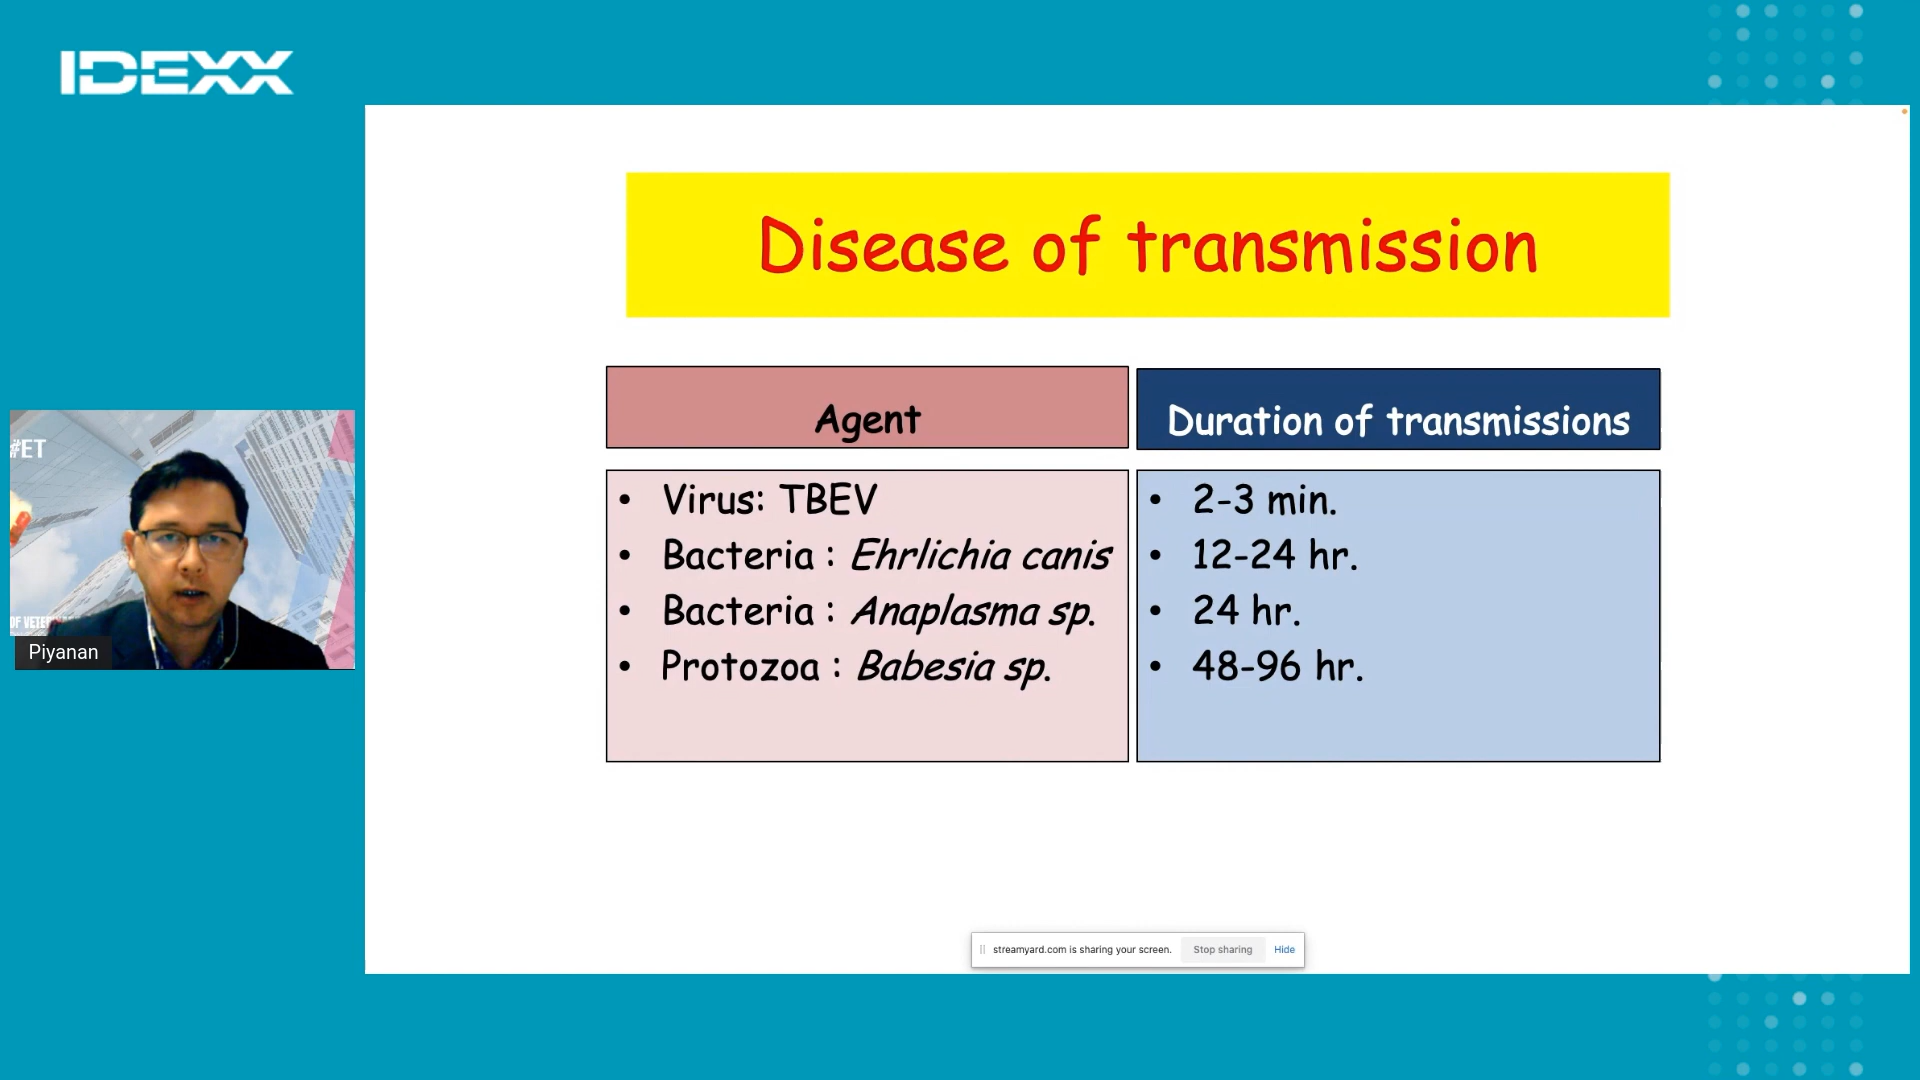 IDEXX
Disease of transmission
Agent
Duration of transmissions
• Virus: TBEV
• Bacteria : Ehrlichia canis
• Bacteria : Anaplasma sp.
• Protozoa : Babesia sp.
• 2-3 min.
• 12-24 hr.
• 24 hr.
• 48-96 hr.
#ET
OF VETE
Piyanan
streamyard.com is sharing your screen. Stop sharing Hide